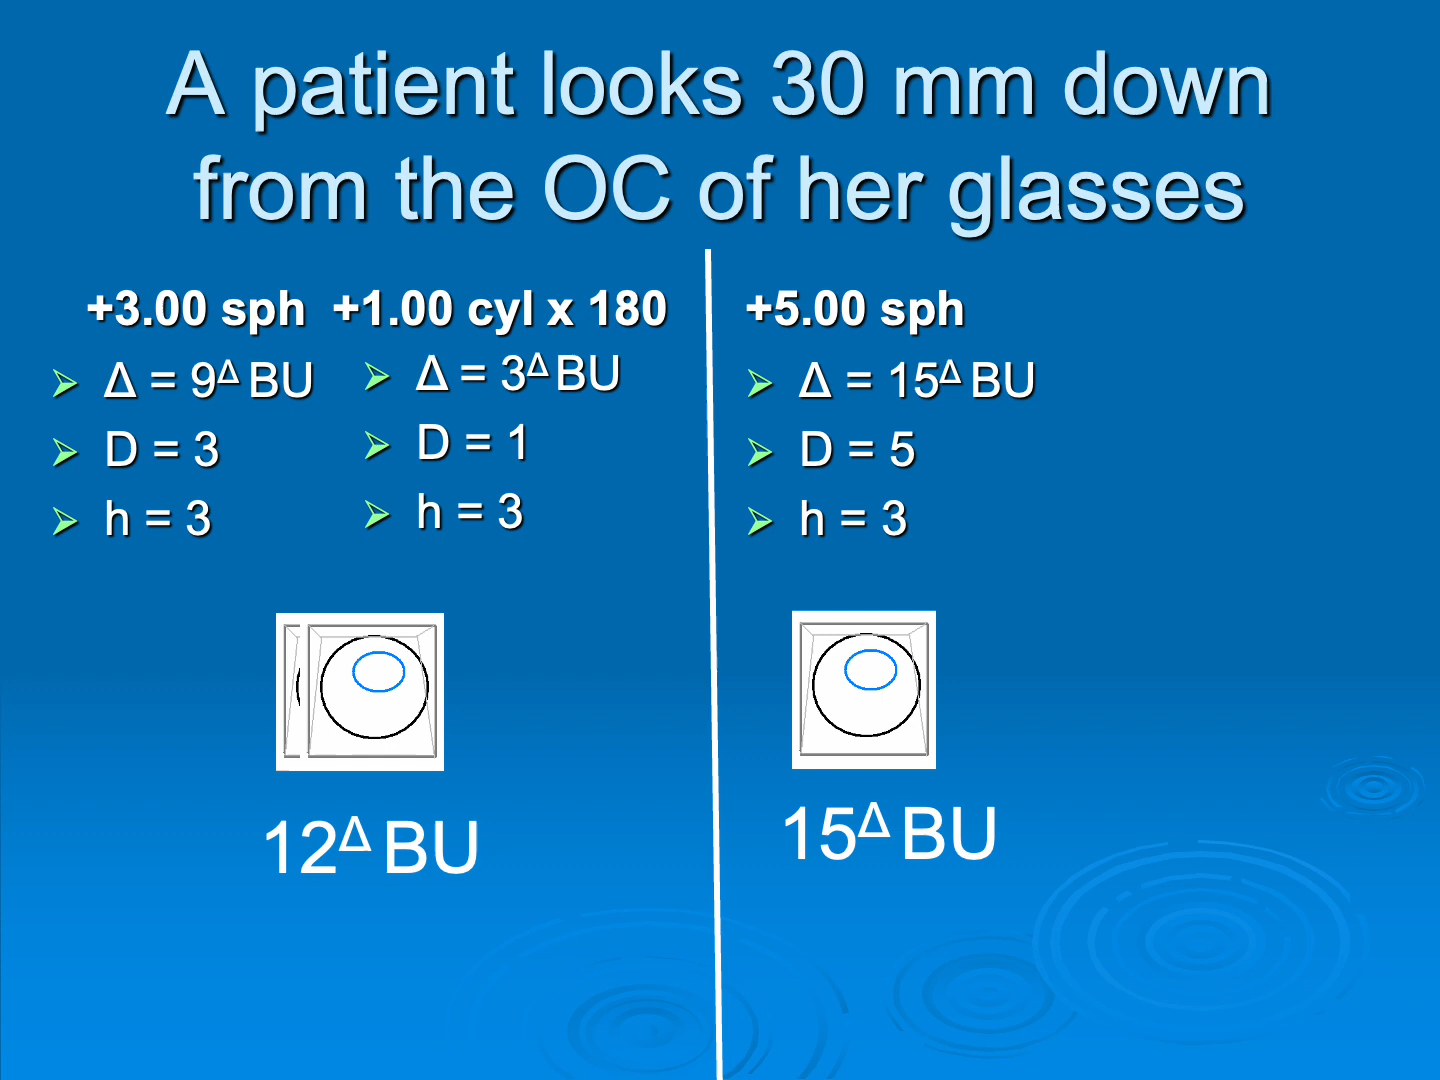 A patient looks 30 mm down
from the OC of her glasses
+3.00 sph +1.00 cyl x 180
Δ = 9Δ BU
D = 3
h = 3
Δ = 3Δ BU
D = 1
h = 3
12Δ BU
+5.00 sph
Δ = 15Δ BU
D = 5
h = 3
15Δ BU